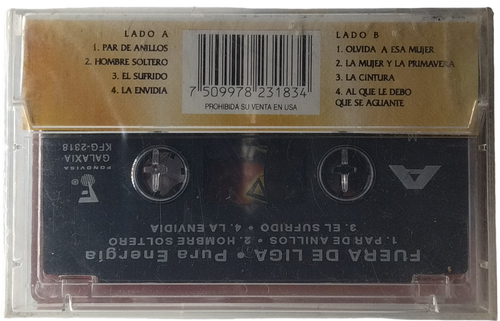 LADO A
1. PAR DE ANILLOS
2. HOMBRE SOLTERO
3. EL SUFRIDO
4. LA ENVIDIA
7 509978 231834
PROHIBIDA SU VENTA EN USA
LADO B
1. OLVIDA A ESA MUJER
2. LA MUJER Y LA PRIMAVERA
3. LA CINTURA
4. AL QUE LE DEBO
QUE SE AGUANTE
FUERA DE LIGA • Pura Energía
1. PAR DE ANILLOS • 2. HOMBRE SOLTERO
3. EL SUFRIDO • 4. LA ENVIDIA
A
FONOVISA
GALAXIA
KFG-2318